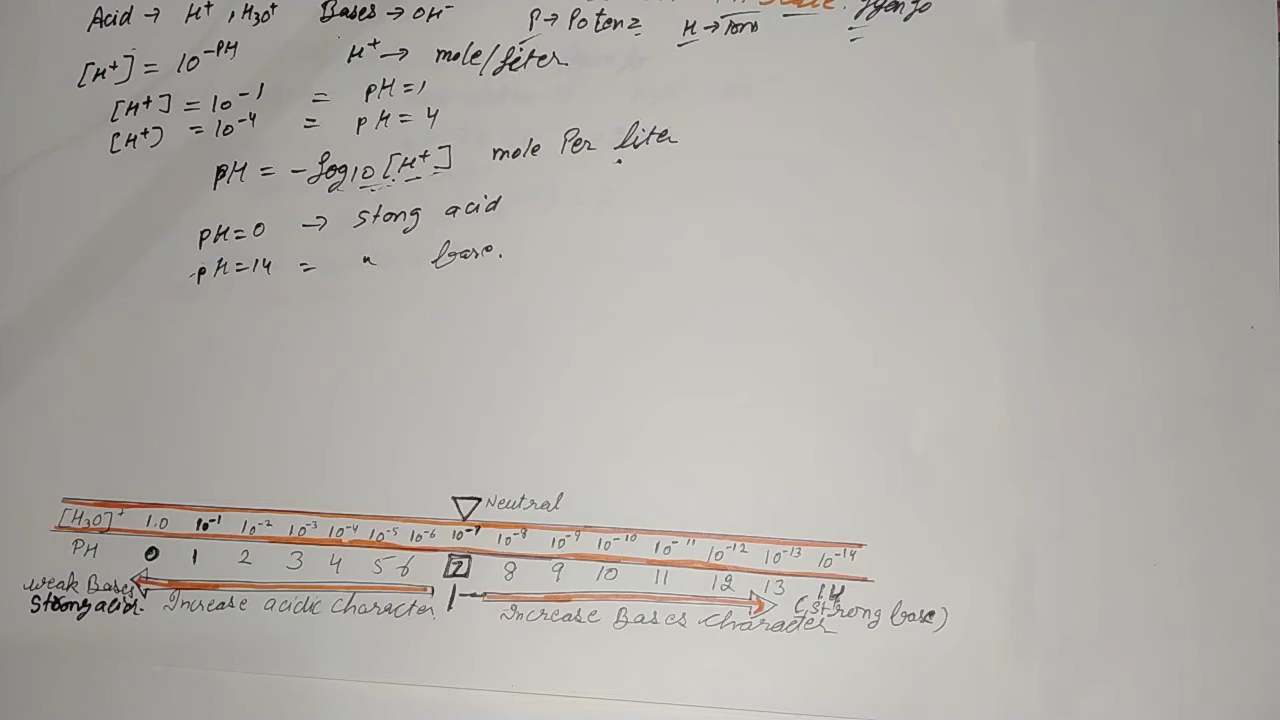 Acid → H⁺, H₃O⁺ Bases → OH⁻ P → Potenz H → Ions Scale.
[H⁺] = 10⁻ᴾᴴ H⁺ → mole/liter
[H⁺] = 10⁻¹ = pH = 1
[H⁺] = 10⁻⁴ = pH = 4
pH = -log10 [H⁺] mole Per liter
pH=0 → stong acid
pH=14 = " base.
Neutral
[H₃O]⁺ 1.0 10⁻¹ 10⁻² 10⁻³ 10⁻⁴ 10⁻⁵ 10⁻⁶ 10⁻⁷ 10⁻⁸ 10⁻⁹ 10⁻¹⁰ 10⁻¹¹ 10⁻¹² 10⁻¹³ 10⁻¹⁴
PH 0 1 2 3 4 5 6 7 8 9 10 11 12 13 14
weak Bases
Strong acid. Increase acidic character. Increase Bases Character (Strong base)